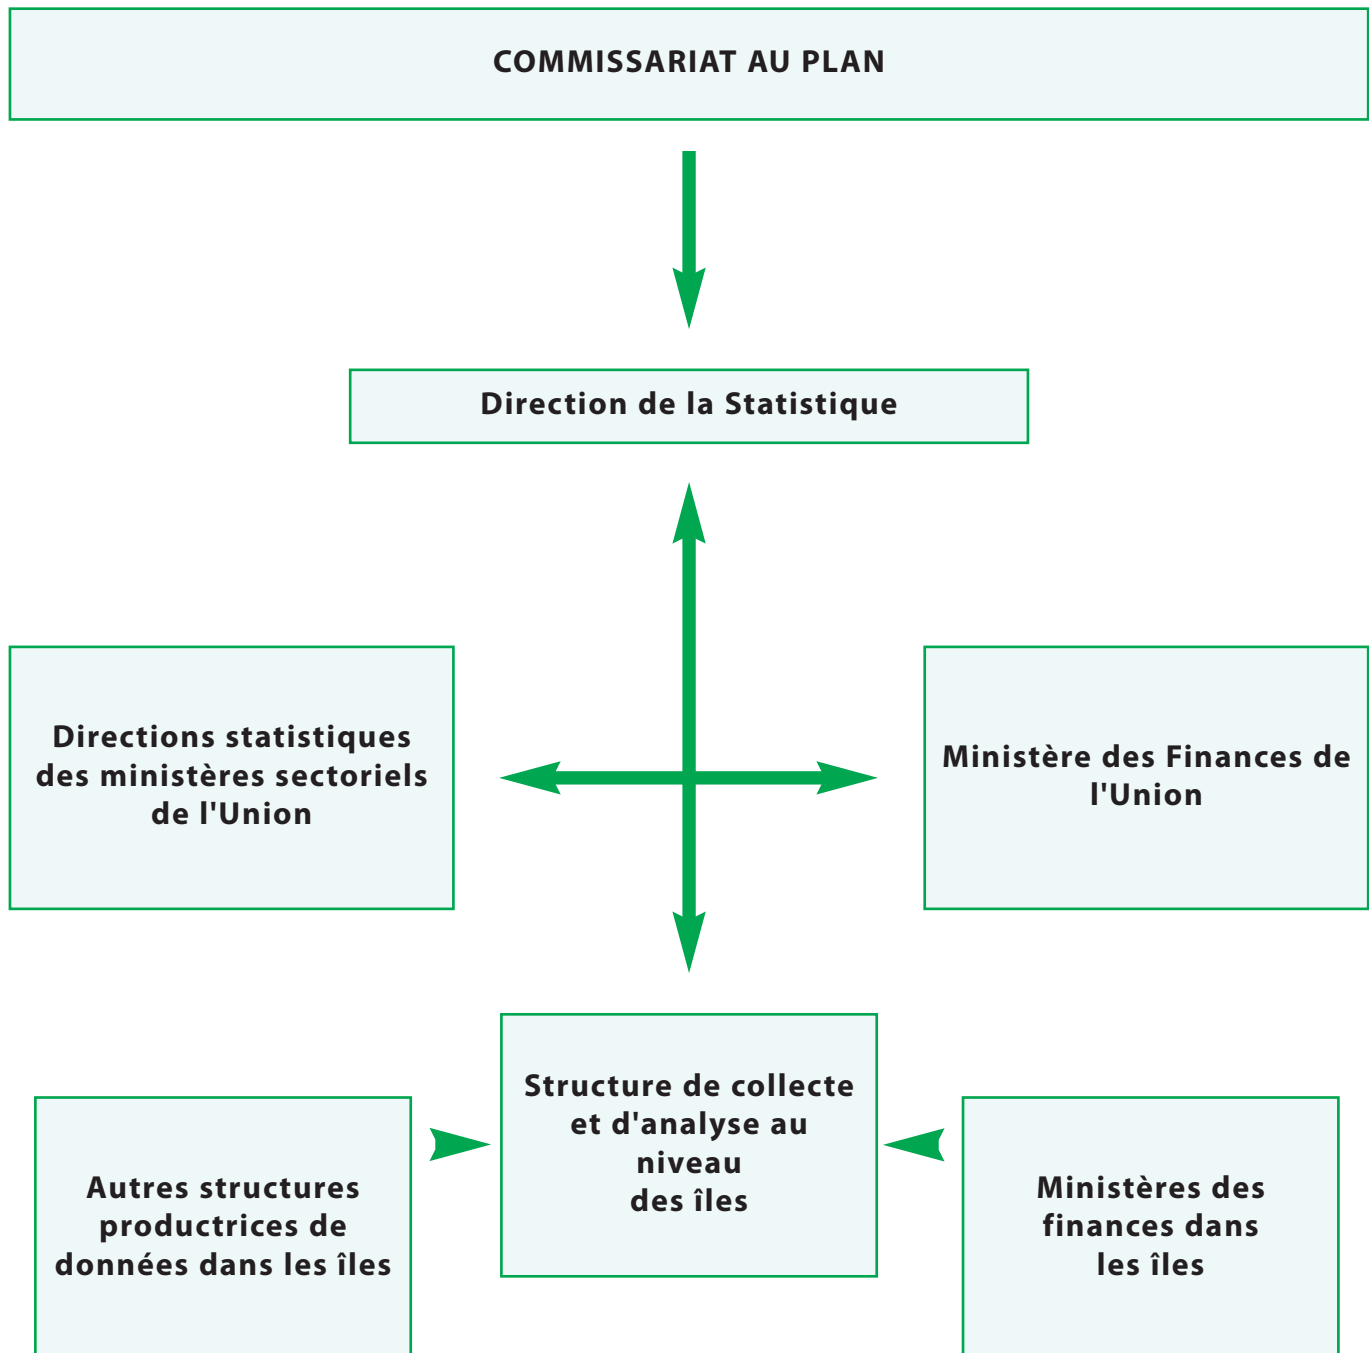 COMMISSARIAT AU PLAN
Direction de la Statistique
Directions statistiques
des ministères sectoriels
de l'Union
Ministère des Finances de
l'Union
Structure de collecte
et d'analyse au
niveau
des îles
Autres structures
productrices de
données dans les îles
Ministères des
finances dans
les îles